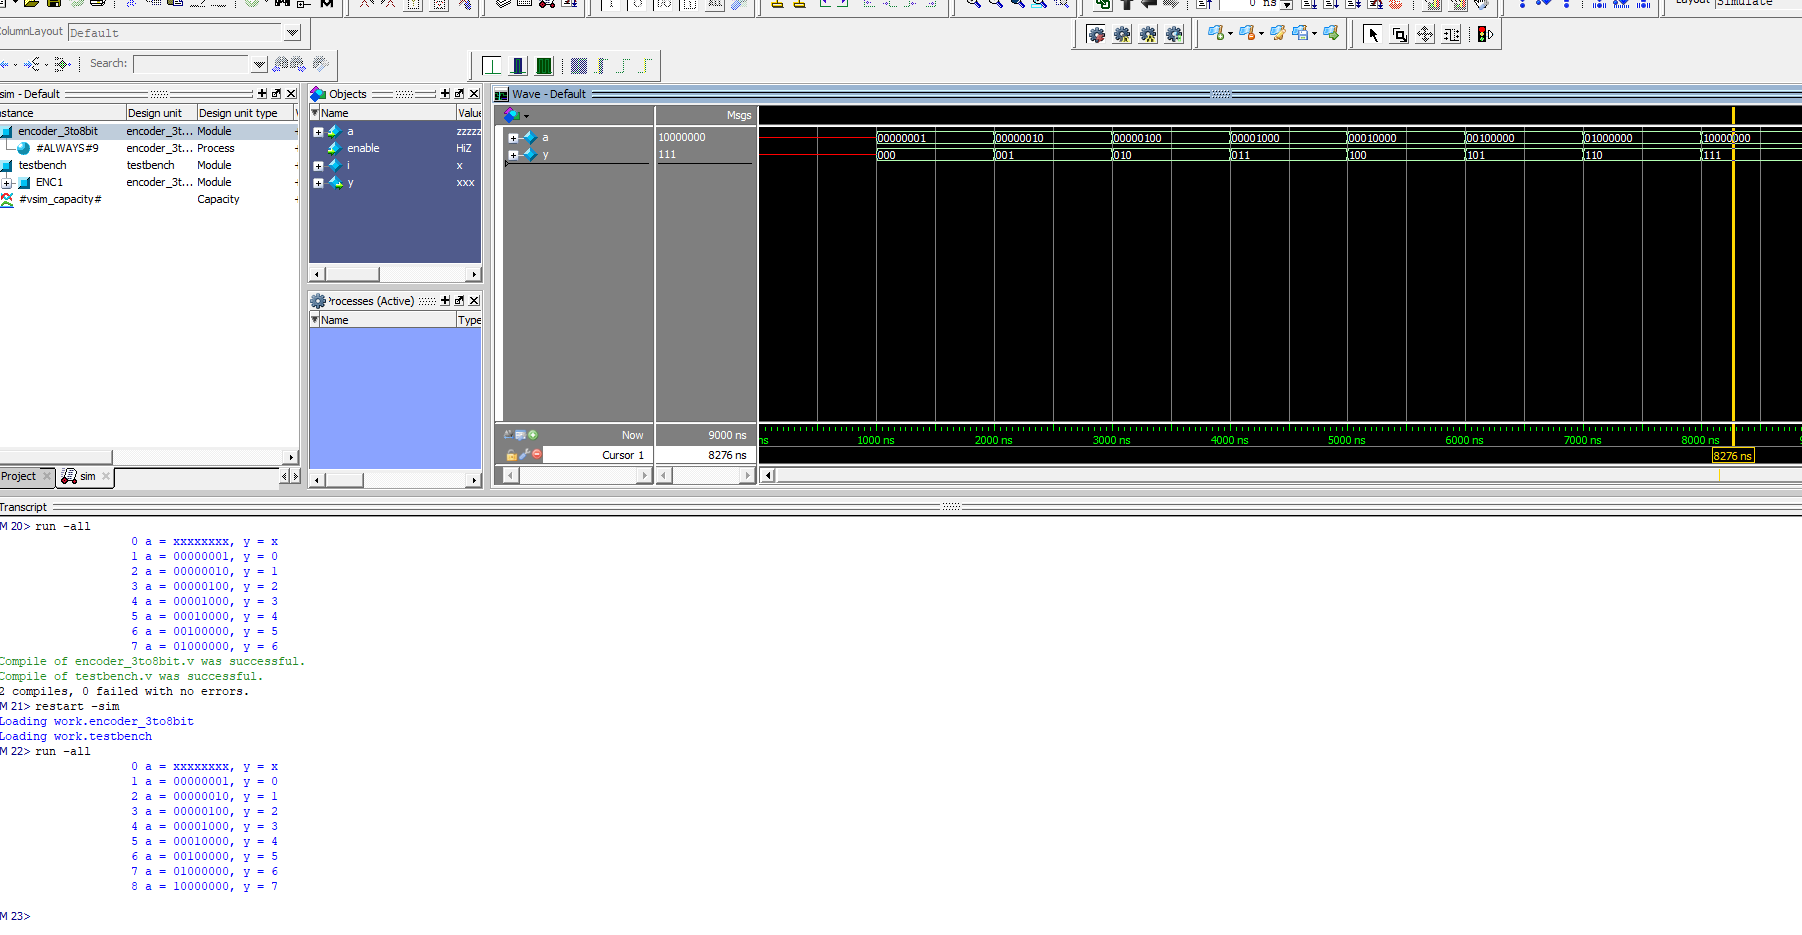 0 ns
Layout Simulate
ColumnLayout Default
Search:
sim - Default
Objects
Wave - Default
nstance Design unit Design unit type
Name Value
Msgs
encoder_3to8bit encoder_3t... Module
#ALWAYS#9 encoder_3t... Process
testbench testbench Module
ENC1 encoder_3t... Module
#vsim_capacity# Capacity
a zzzzz
enable HiZ
i x
y xxx
a 10000000 00000001 00000010 00000100 00001000 00010000 00100000 01000000 10000000
y 111 000 001 010 011 100 101 110 111
Processes (Active)
Name Type
Now 9000 ns
ns 1000 ns 2000 ns 3000 ns 4000 ns 5000 ns 6000 ns 7000 ns 8000 ns
Cursor 1 8276 ns
8276 ns
Project sim
Transcript
M 20> run -all
0 a = xxxxxxxx, y = x
1 a = 00000001, y = 0
2 a = 00000010, y = 1
3 a = 00000100, y = 2
4 a = 00001000, y = 3
5 a = 00010000, y = 4
6 a = 00100000, y = 5
7 a = 01000000, y = 6
Compile of encoder_3to8bit.v was successful.
Compile of testbench.v was successful.
2 compiles, 0 failed with no errors.
M 21> restart -sim
Loading work.encoder_3to8bit
Loading work.testbench
M 22> run -all
0 a = xxxxxxxx, y = x
1 a = 00000001, y = 0
2 a = 00000010, y = 1
3 a = 00000100, y = 2
4 a = 00001000, y = 3
5 a = 00010000, y = 4
6 a = 00100000, y = 5
7 a = 01000000, y = 6
8 a = 10000000, y = 7
M 23>